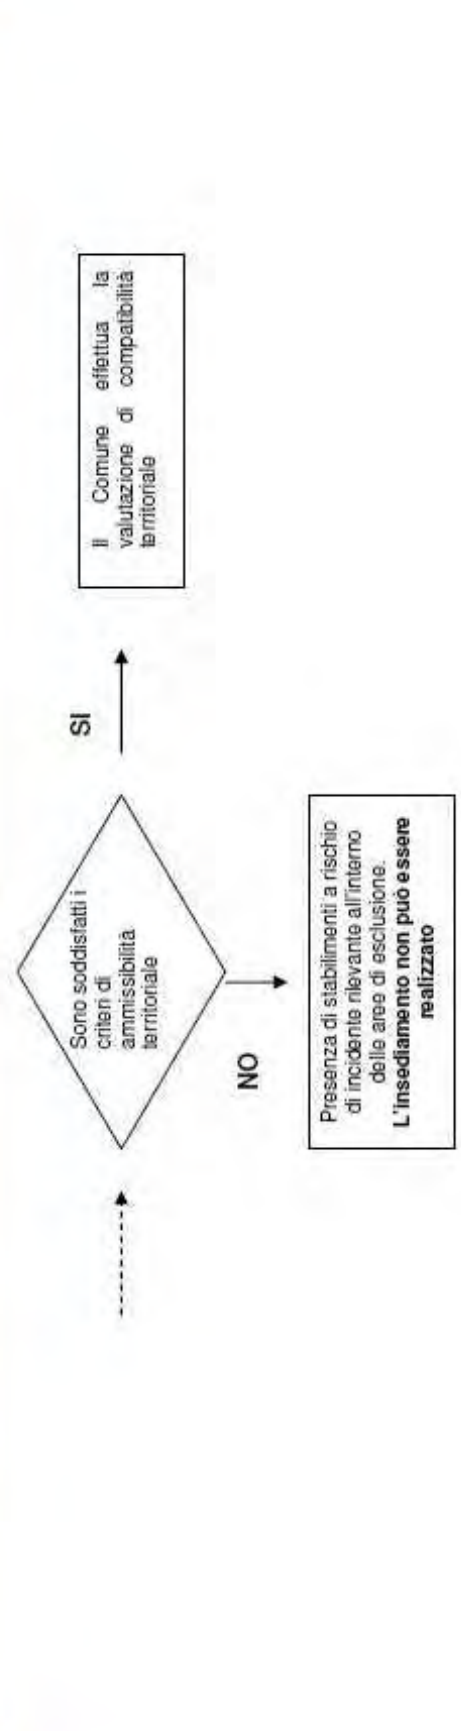 Sono soddisfatti i
criteri di
ammissibilità
territoriale
SI
Il Comune effettua la
valutazione di compatibilità
territoriale
NO
Presenza di stabilimenti a rischio
di incidente rilevante all'interno
delle aree di esclusione.
L'insediamento non può essere
realizzato